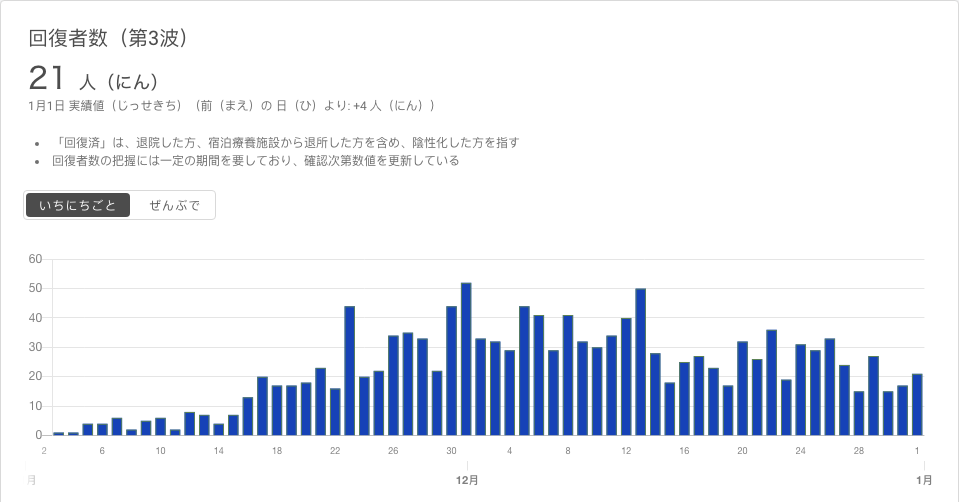 回復者数（第3波）
21 人（にん）
1月1日 実績値（じっせきち）（前（まえ）の 日（ひ）より: +4 人（にん））
• 「回復済」は、退院した方、宿泊療養施設から退所した方を含め、陰性化した方を指す
• 回復者数の把握には一定の期間を要しており、確認次第数値を更新している
いちにちごと ぜんぶで
60
50
40
30
20
10
0
2 6 10 14 18 22 26 30 4 8 12 16 20 24 28 1
月 12月 1月